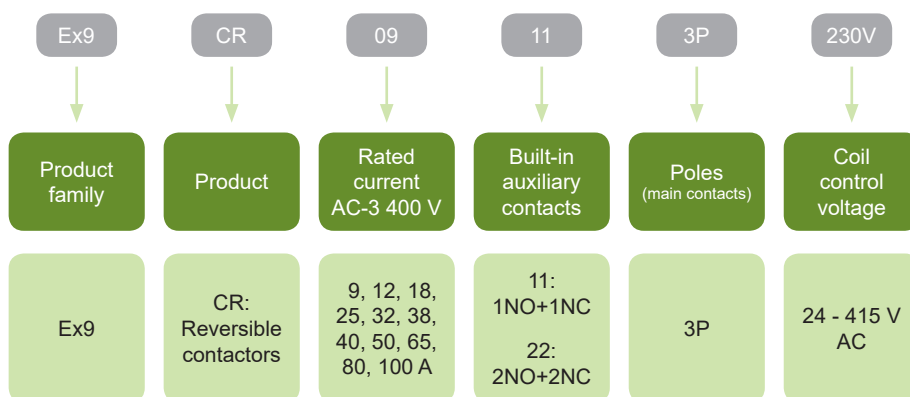 Ex9
CR
09
11
3P
230V
Product
family
Product
Rated
current
AC-3 400 V
Built-in
auxiliary
contacts
Poles
(main contacts)
Coil
control
voltage
Ex9
CR:
Reversible
contactors
9, 12, 18,
25, 32, 38,
40, 50, 65,
80, 100 A
11:
1NO+1NC
22:
2NO+2NC
3P
24 - 415 V
AC